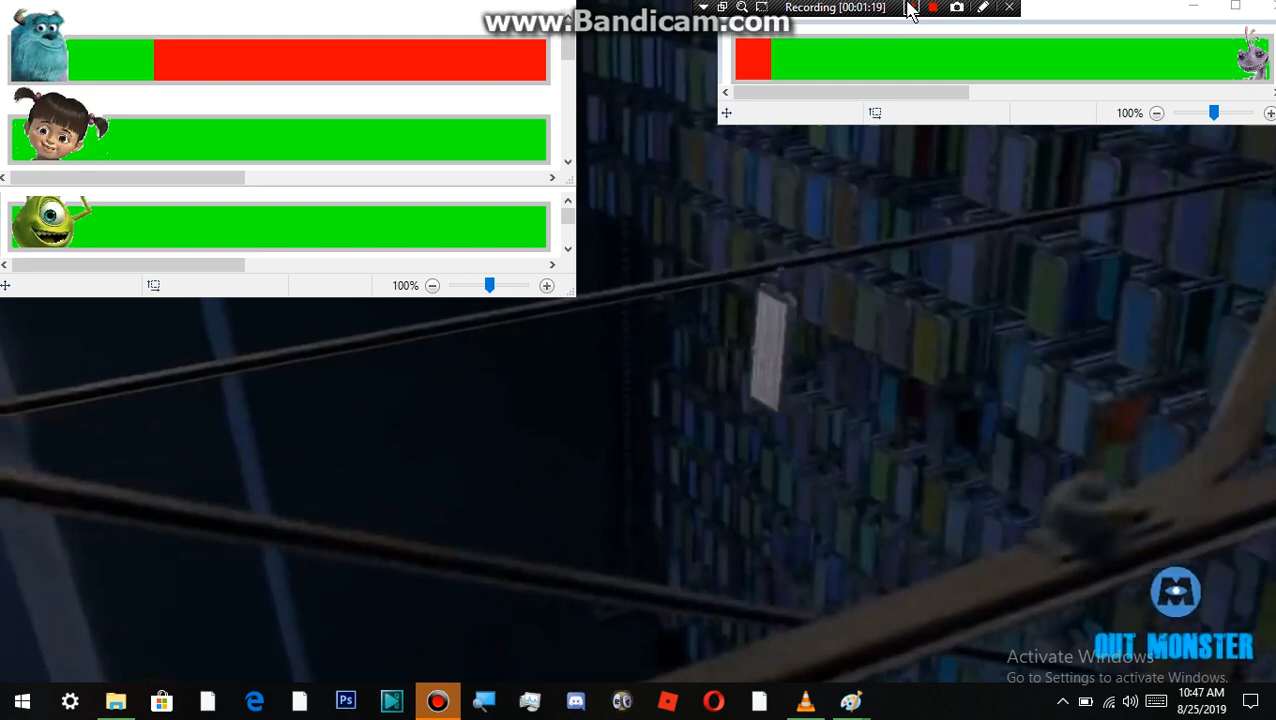 Recording [00:01:19]
www.Bandicam.com
100%
100%
OUT MONSTER
Activate Windows
Go to Settings to activate Windows.
Ps
10:47 AM
8/25/2019